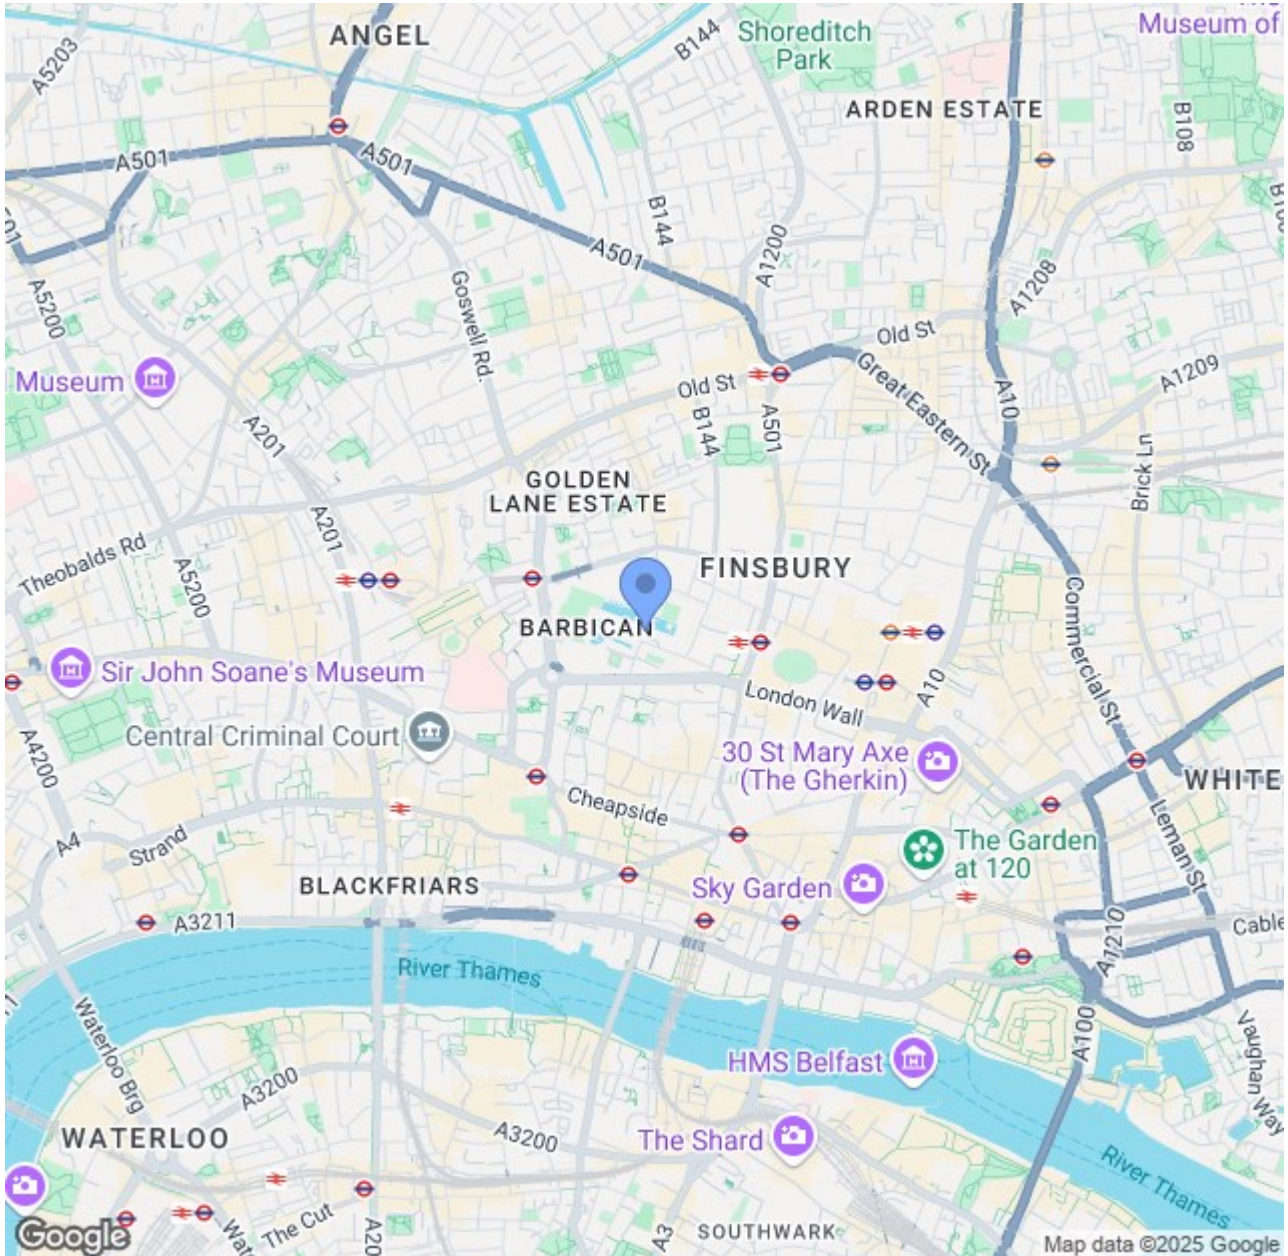 ANGEL
A5203
B144
Shoreditch
Park
Museum of
ARDEN ESTATE
B108
A501
A501
B144
A501
A1200
A1208
A5200
Goswell Rd.
Old St
Great Eastern St
A10
A1209
Museum
Old St
B144
A501
A201
GOLDEN
LANE ESTATE
Brick Ln
A201
Theobalds Rd
A5200
FINSBURY
Commercial St
BARBICAN
Sir John Soane's Museum
A10
London Wall
A4200
Central Criminal Court
30 St Mary Axe
(The Gherkin)
WHITE
Cheapside
Leman St
A4
Strand
The Garden
at 120
BLACKFRIARS
Sky Garden
A3211
A1210
Cable
River Thames
Waterloo Brg
A100
Vaughan Way
HMS Belfast
A3200
WATERLOO
A3200
The Shard
River Thames
The Cut
A20
A3
SOUTHWARK
Google
Map data ©2025 Google